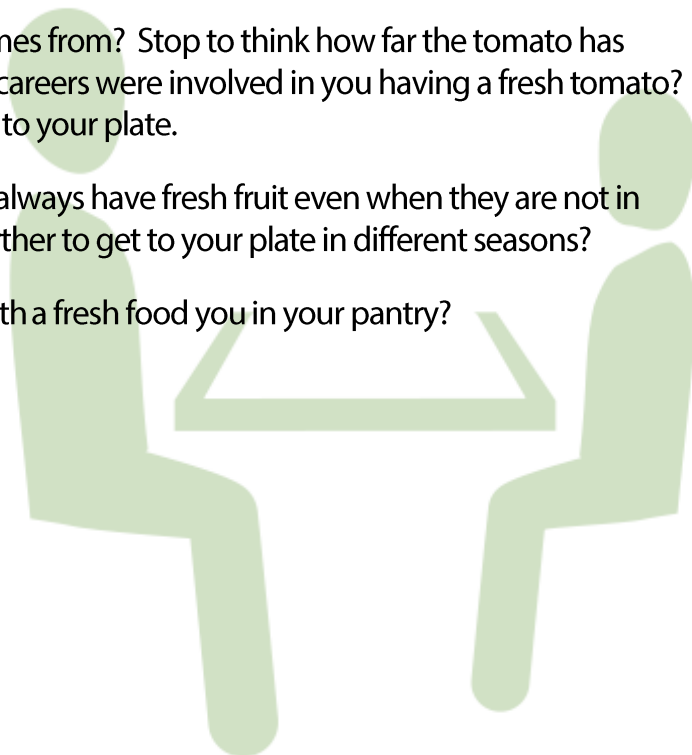 mes from? Stop to think how far the tomato has
careers were involved in you having a fresh tomato?
to your plate.
always have fresh fruit even when they are not in
rther to get to your plate in different seasons?
th a fresh food you in your pantry?